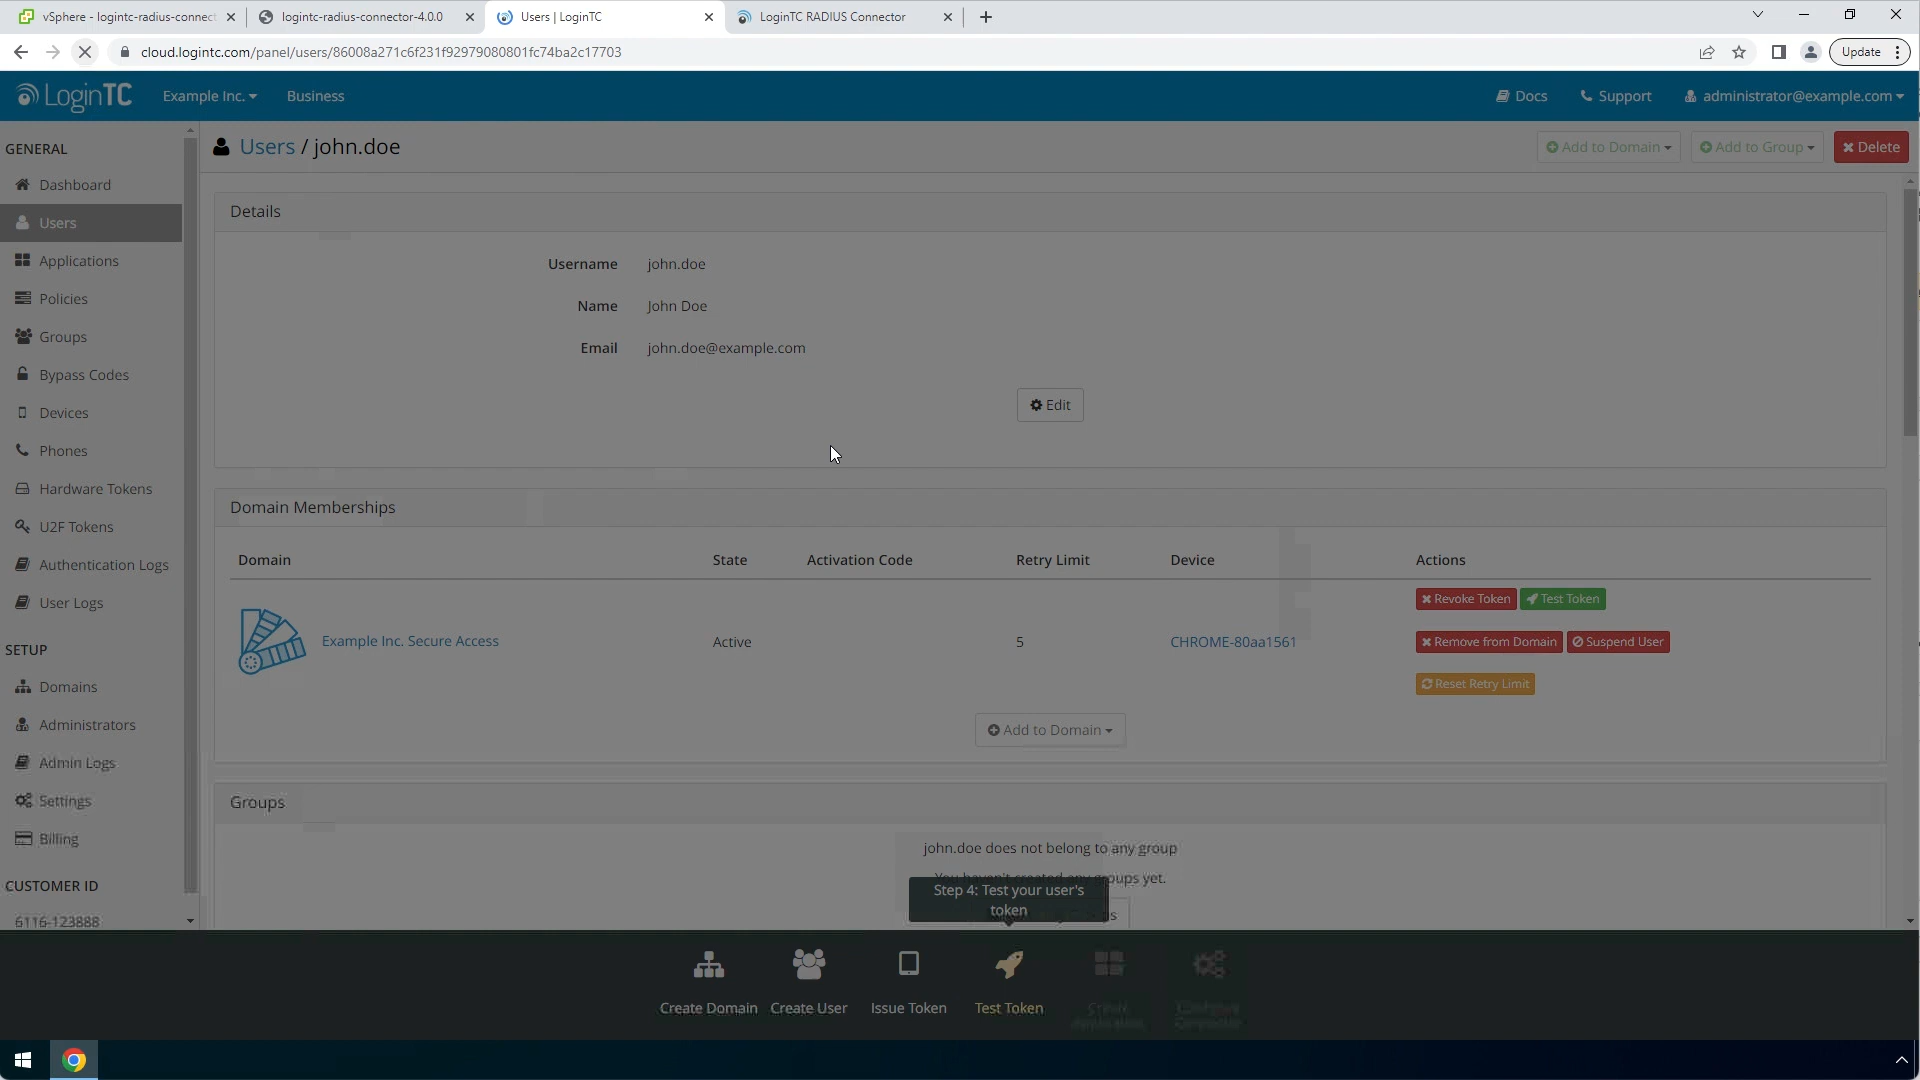 vSphere - logintc-radius-connect
logintc-radius-connector-4.0.0
Users | LoginTC
LoginTC RADIUS Connector
cloud.logintc.com/panel/users/86008a271c6f231f92979080801fc74ba2c17703
Update
LoginTC
Example Inc.
Business
Docs
Support
administrator@example.com
GENERAL
Dashboard
Users
Applications
Policies
Groups
Bypass Codes
Devices
Phones
Hardware Tokens
U2F Tokens
Authentication Logs
User Logs
SETUP
Domains
Administrators
Admin Logs
Settings
Billing
CUSTOMER ID
6116-123888
Users / john.doe
Add to Domain
Add to Group
Delete
Details
Username john.doe
Name John Doe
Email john.doe@example.com
Edit
Domain Memberships
Domain State Activation Code Retry Limit Device Actions
Example Inc. Secure Access Active 5 CHROME-80aa1561
Revoke Token Test Token
Remove from Domain Suspend User
Reset Retry Limit
Add to Domain
Groups
john.doe does not belong to any group
You haven't created any groups yet.
Step 4: Test your user's
token
Create Domain
Create User
Issue Token
Test Token
Create
Application
Configure
Connector